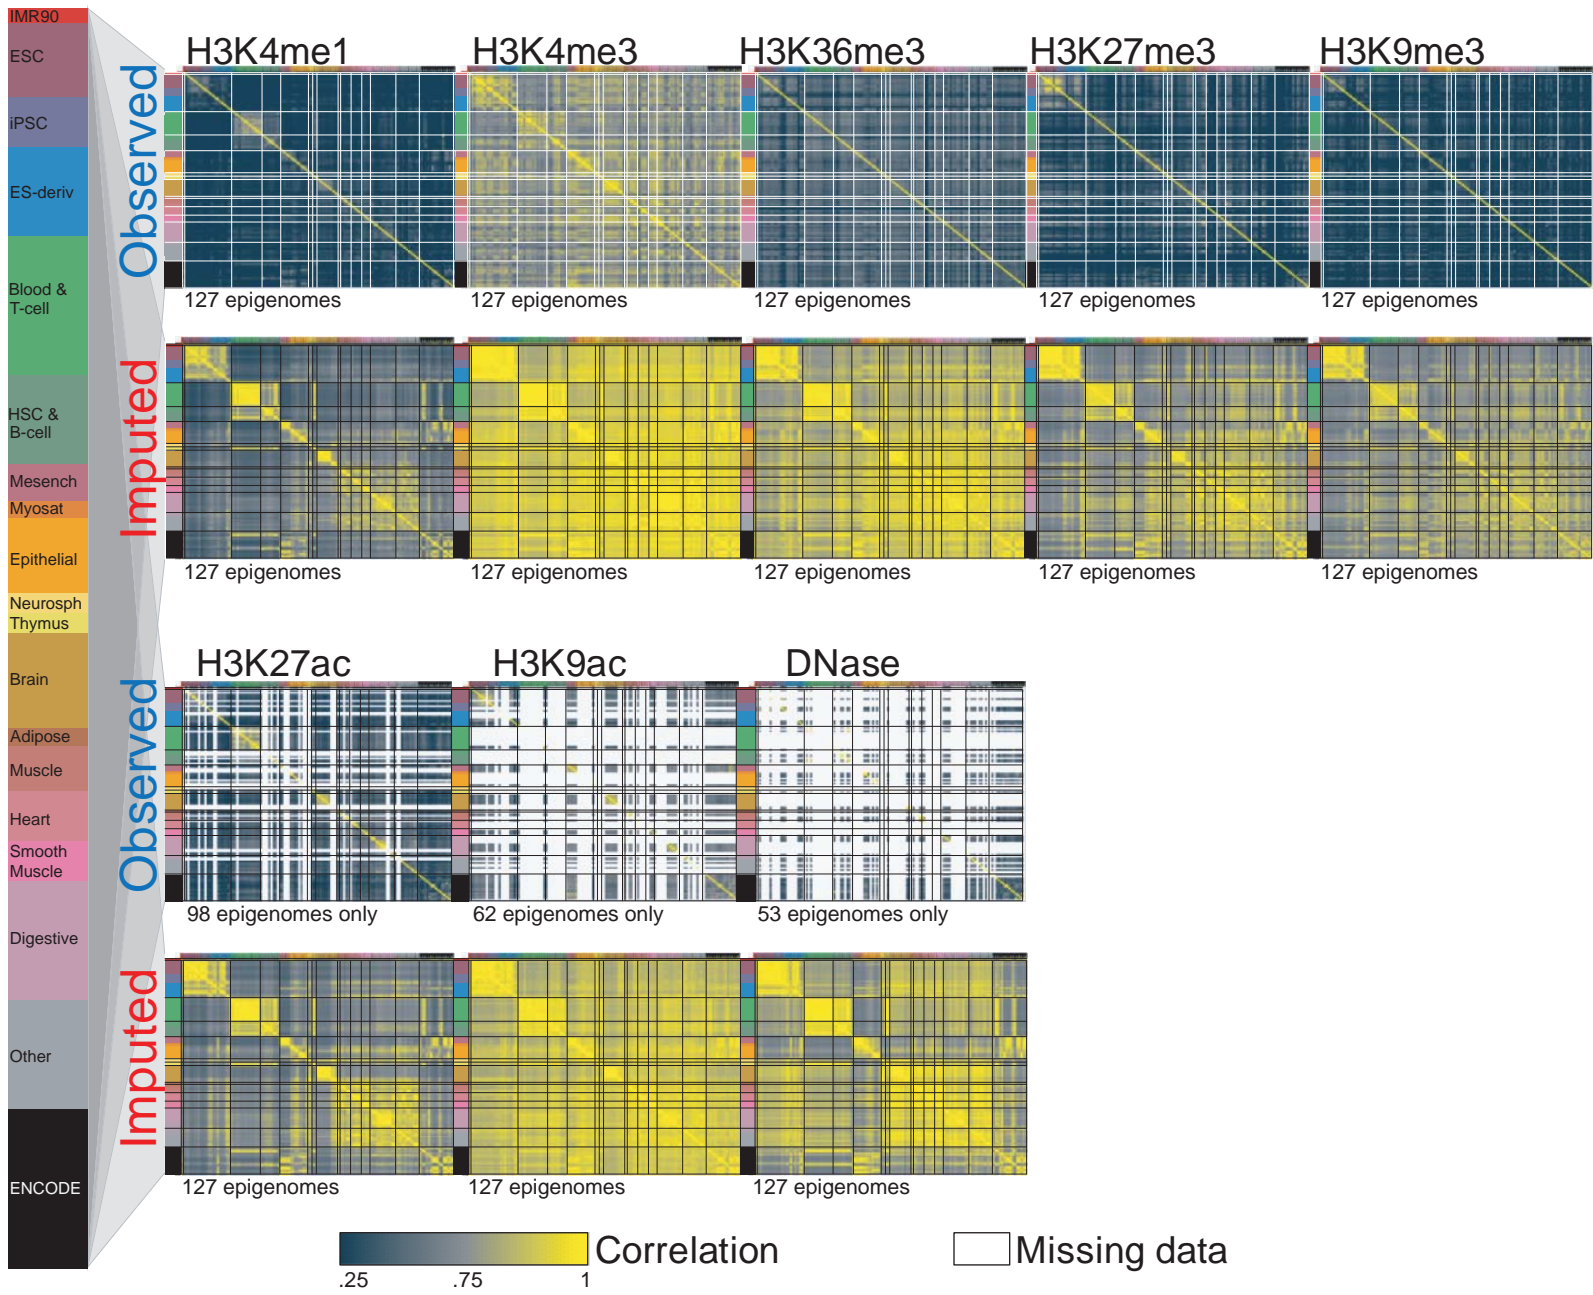 IMR90
ESC
iPSC
ES-deriv
Blood &
T-cell
HSC &
B-cell
Mesench
Myosat
Epithelial
Neurosph
Thymus
Brain
Adipose
Muscle
Heart
Smooth
Muscle
Digestive
Other
ENCODE
Observed
H3K4me1
H3K4me3
H3K36me3
H3K27me3
H3K9me3
127 epigenomes
127 epigenomes
127 epigenomes
127 epigenomes
127 epigenomes
Imputed
127 epigenomes
127 epigenomes
127 epigenomes
127 epigenomes
127 epigenomes
Observed
H3K27ac
H3K9ac
DNase
98 epigenomes only
62 epigenomes only
53 epigenomes only
Imputed
127 epigenomes
127 epigenomes
127 epigenomes
Correlation
.25
.75
1
Missing data